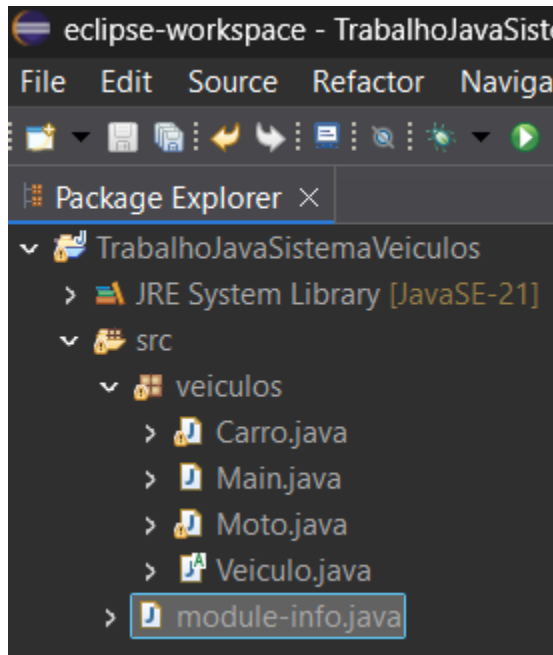 eclipse-workspace - TrabalhoJavaSiste
File Edit Source Refactor Naviga
Package Explorer
TrabalhoJavaSistemaVeiculos
JRE System Library [JavaSE-21]
src
veiculos
Carro.java
Main.java
Moto.java
Veiculo.java
module-info.java